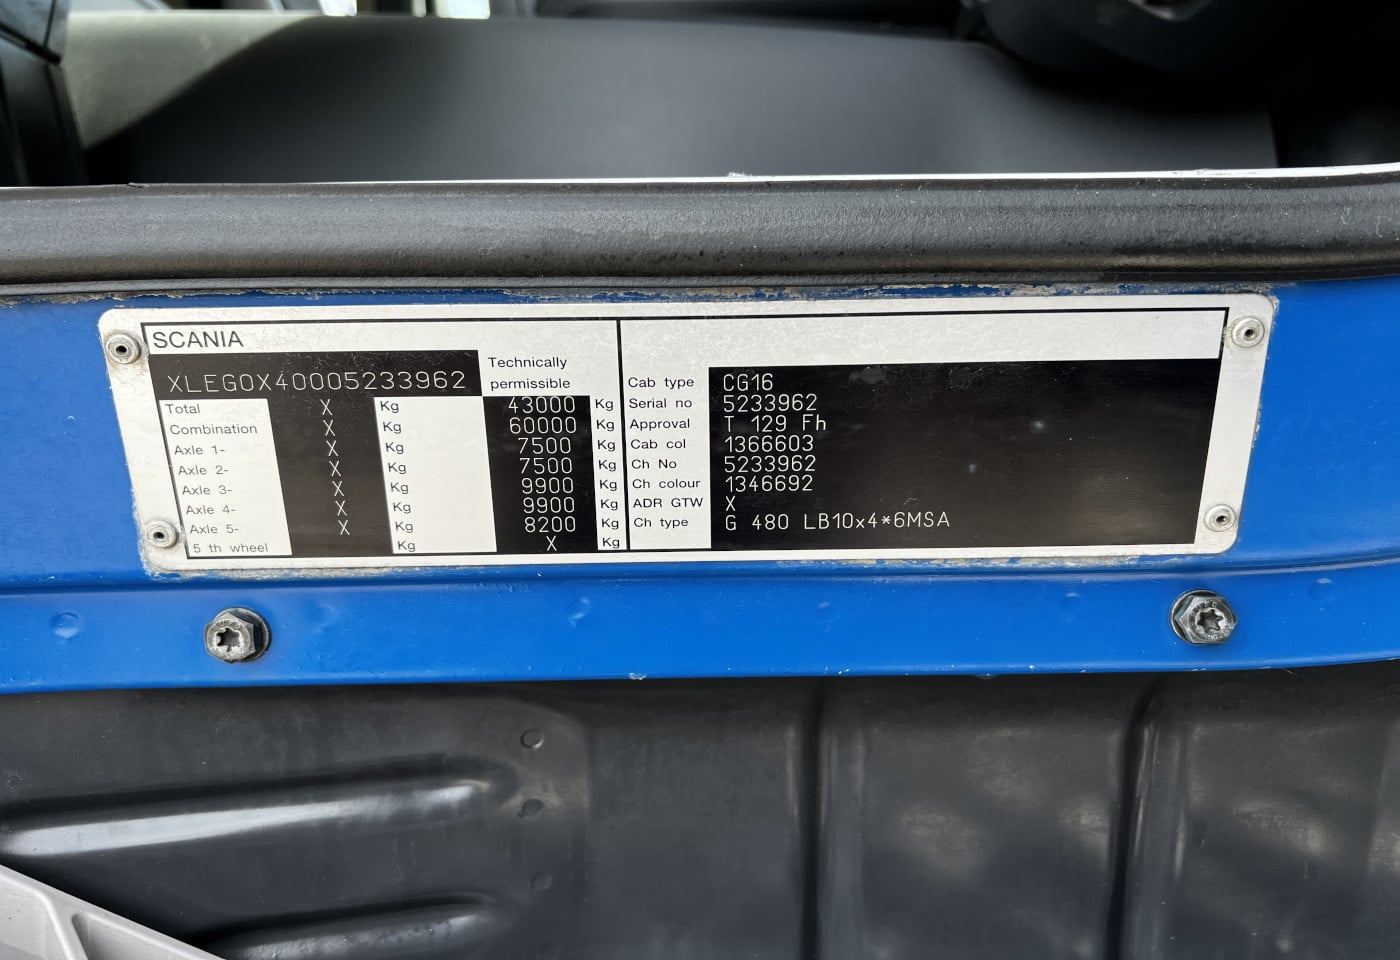 SCANIA
XLEG0X40005233962
Technically
permissible
Total X Kg 43000 Kg
Combination X Kg 60000 Kg
Axle 1- X Kg 7500 Kg
Axle 2- X Kg 7500 Kg
Axle 3- X Kg 9900 Kg
Axle 4- X Kg 9900 Kg
Axle 5- X Kg 8200 Kg
5 th wheel Kg X Kg
Cab type CG16
Serial no 5233962
Approval T 129 Fh
Cab col 1366603
Ch No 5233962
Ch colour 1346692
ADR GTW X
Ch type G 480 LB10x4*6MSA